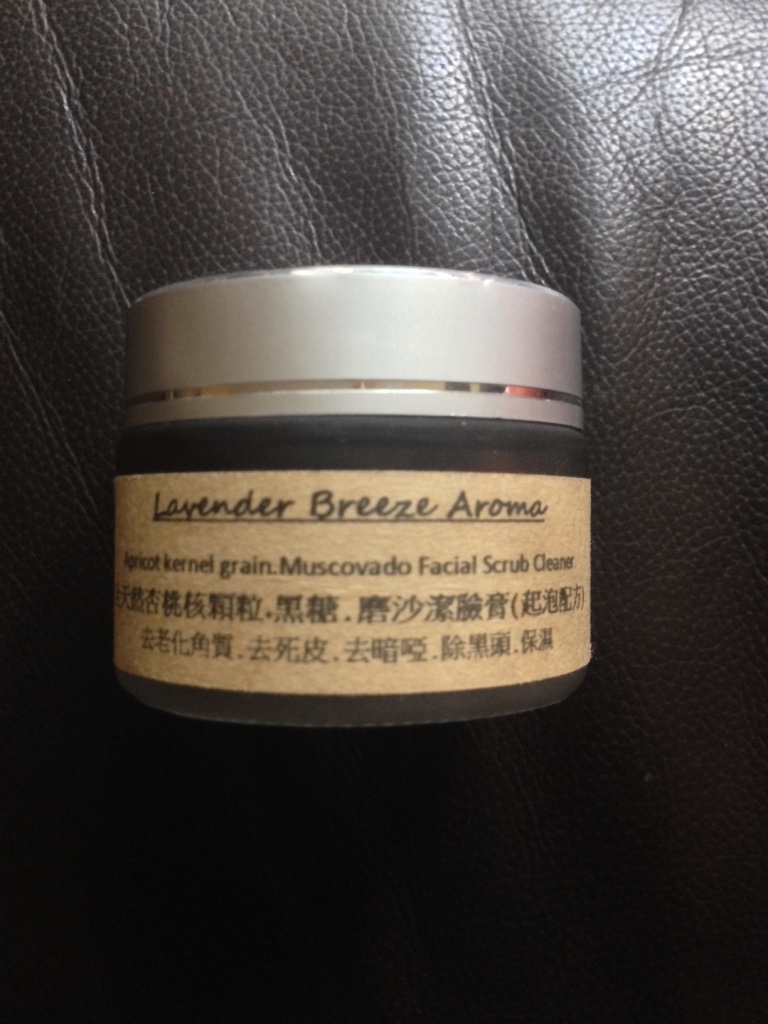 Lavender Breeze Aroma
Apricot kernel grain.Muscovado Facial Scrub Cleaner
天然杏桃核顆粒.黑糖.磨沙潔臉膏(起泡配方)
去老化角質.去死皮.去暗啞.除黑頭.保濕